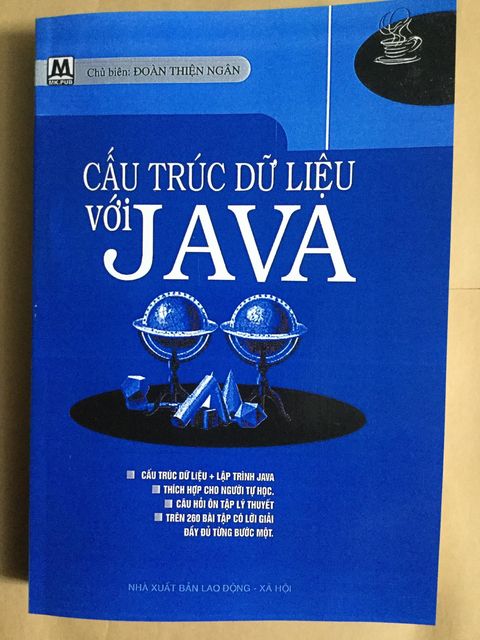 M
MK.PUB
Chủ biên: ĐOÀN THIỆN NGÂN
CẤU TRÚC DỮ LIỆU
với JAVA
CẤU TRÚC DỮ LIỆU + LẬP TRÌNH JAVA
THÍCH HỢP CHO NGƯỜI TỰ HỌC.
CÂU HỎI ÔN TẬP LÝ THUYẾT
TRÊN 260 BÀI TẬP CÓ LỜI GIẢI
ĐẦY ĐỦ TỪNG BƯỚC MỘT.
NHÀ XUẤT BẢN LAO ĐỘNG - XÃ HỘI